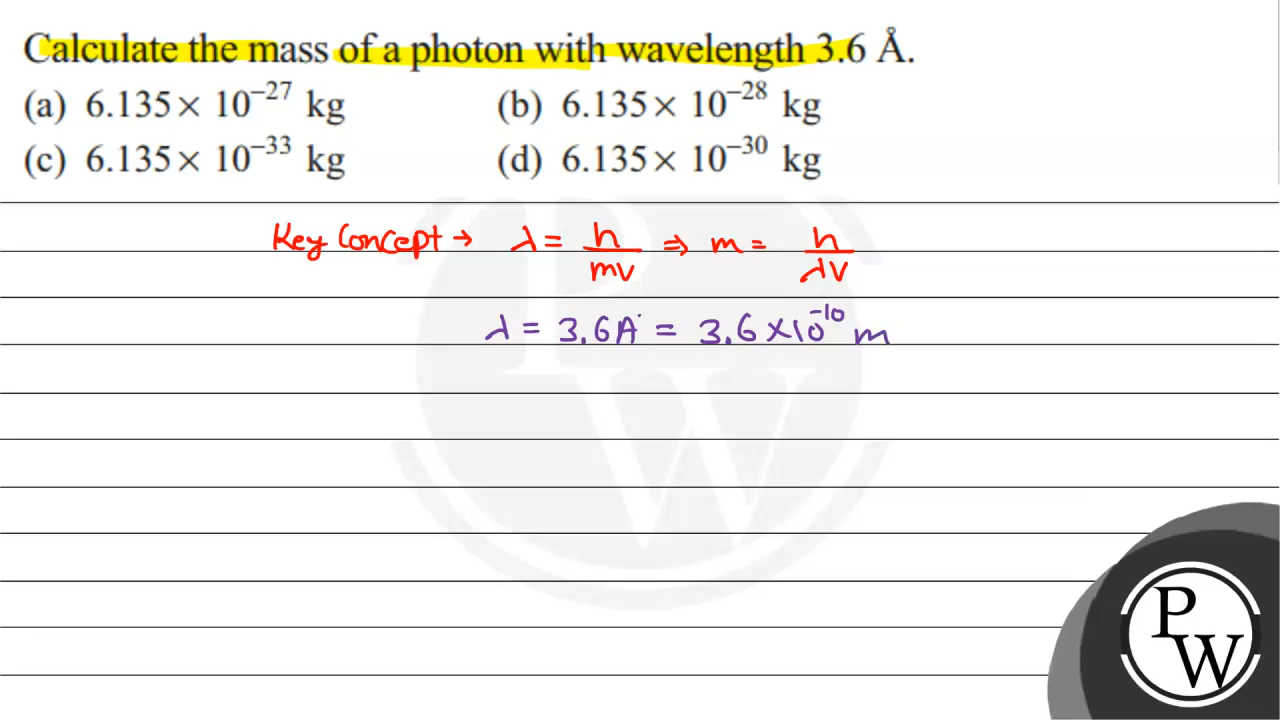 Calculate the mass of a photon with wavelength 3.6 Å.
(a) 6.135 × 10⁻²⁷ kg (b) 6.135 × 10⁻²⁸ kg
(c) 6.135 × 10⁻³³ kg (d) 6.135 × 10⁻³⁰ kg
Key Concept → λ = h/mv ⇒ m = h/λv
λ = 3.6A° = 3.6 × 10⁻¹⁰ m
PW
PW